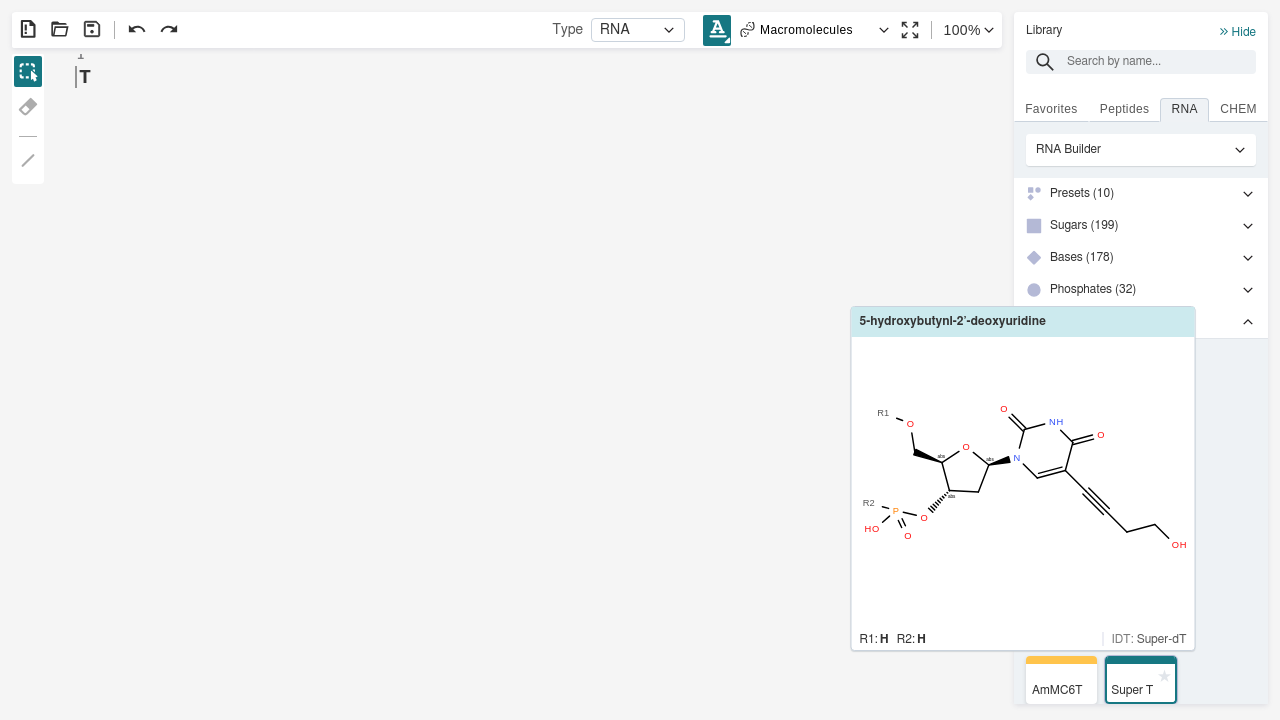 Type
RNA
A
Macromolecules
100%
1
T
Library
Hide
Search by name...
Favorites
Peptides
RNA
CHEM
RNA Builder
Presets (10)
Sugars (199)
Bases (178)
Phosphates (32)
5-hydroxybutynl-2'-deoxyuridine
R1
O
O
abs
abs
abs
N
O
NH
O
R2
P
O
HO
O
OH
R1: H R2: H
IDT: Super-dT
AmMC6T
Super T